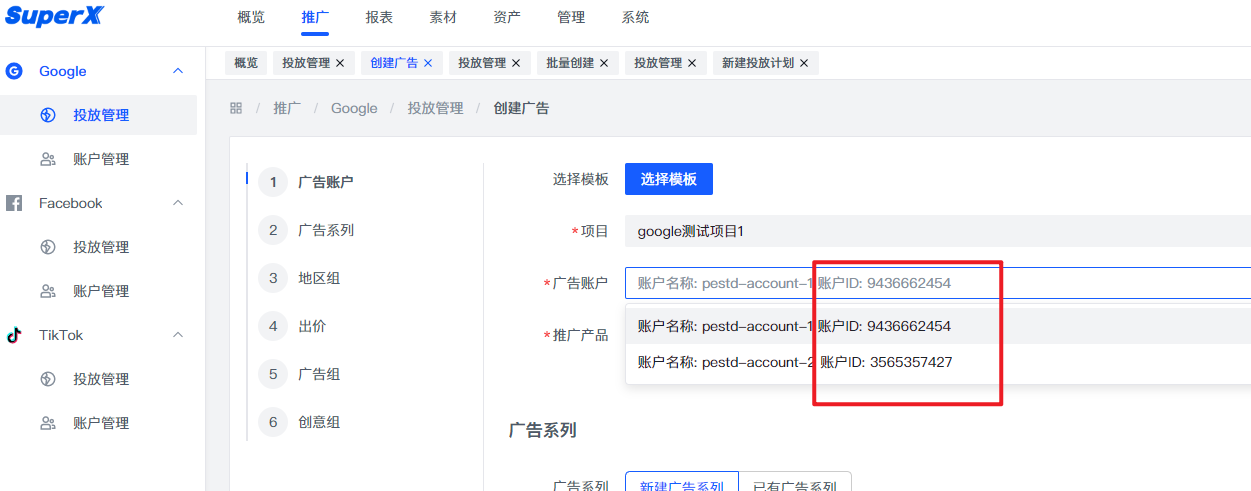 SuperX 概览 推广 报表 素材 资产 管理 系统
概览 投放管理 × 创建广告 × 投放管理 × 批量创建 × 投放管理 × 新建投放计划 ×
推广 / Google / 投放管理 / 创建广告
Google
投放管理
账户管理
Facebook
投放管理
账户管理
TikTok
投放管理
账户管理
1 广告账户
2 广告系列
3 地区组
4 出价
5 广告组
6 创意组
选择模板 选择模板
*项目 google测试项目1
*广告账户 账户名称: pestd-account-1 账户ID: 9436662454
账户名称: pestd-account-1 账户ID: 9436662454
*推广产品
账户名称: pestd-account-2 账户ID: 3565357427
广告系列
广告系列 新建广告系列 已有广告系列